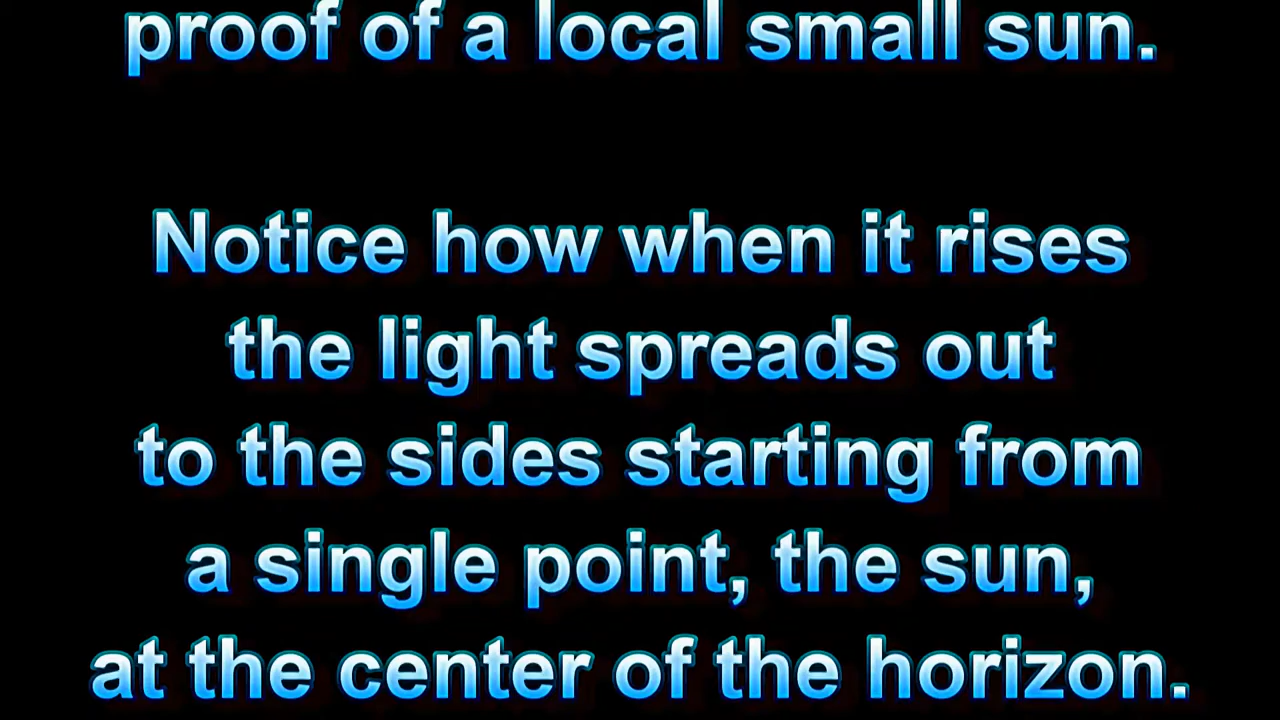 proof of a local small sun.
Notice how when it rises
the light spreads out
to the sides starting from
a single point, the sun,
at the center of the horizon.